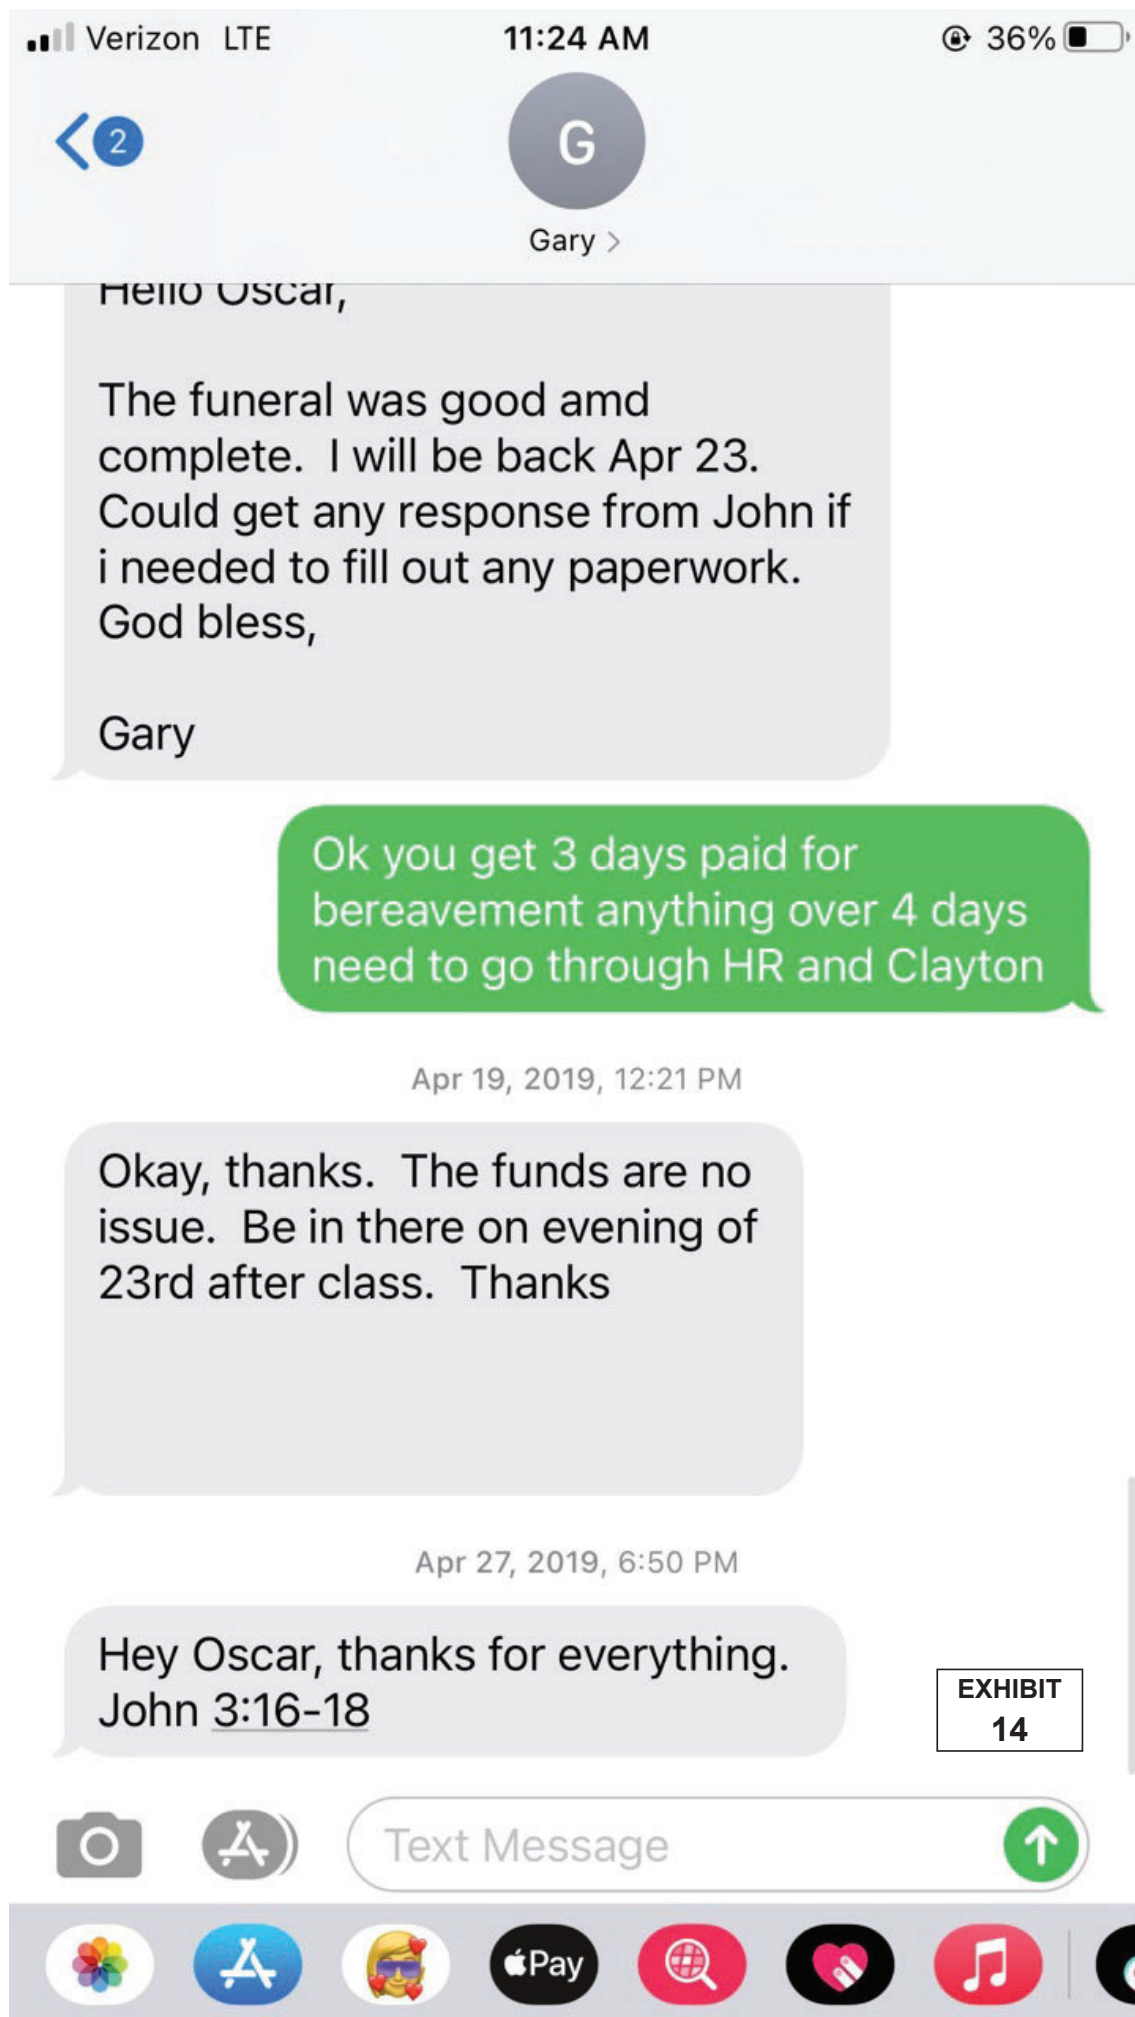 Verizon LTE 11:24 AM 36%
2
G
Gary >
Hello Oscar,
The funeral was good amd
complete. I will be back Apr 23.
Could get any response from John if
i needed to fill out any paperwork.
God bless,
Gary
Ok you get 3 days paid for
bereavement anything over 4 days
need to go through HR and Clayton
Apr 19, 2019, 12:21 PM
Okay, thanks. The funds are no
issue. Be in there on evening of
23rd after class. Thanks
Apr 27, 2019, 6:50 PM
Hey Oscar, thanks for everything.
John 3:16-18
EXHIBIT
14
Text Message
Pay